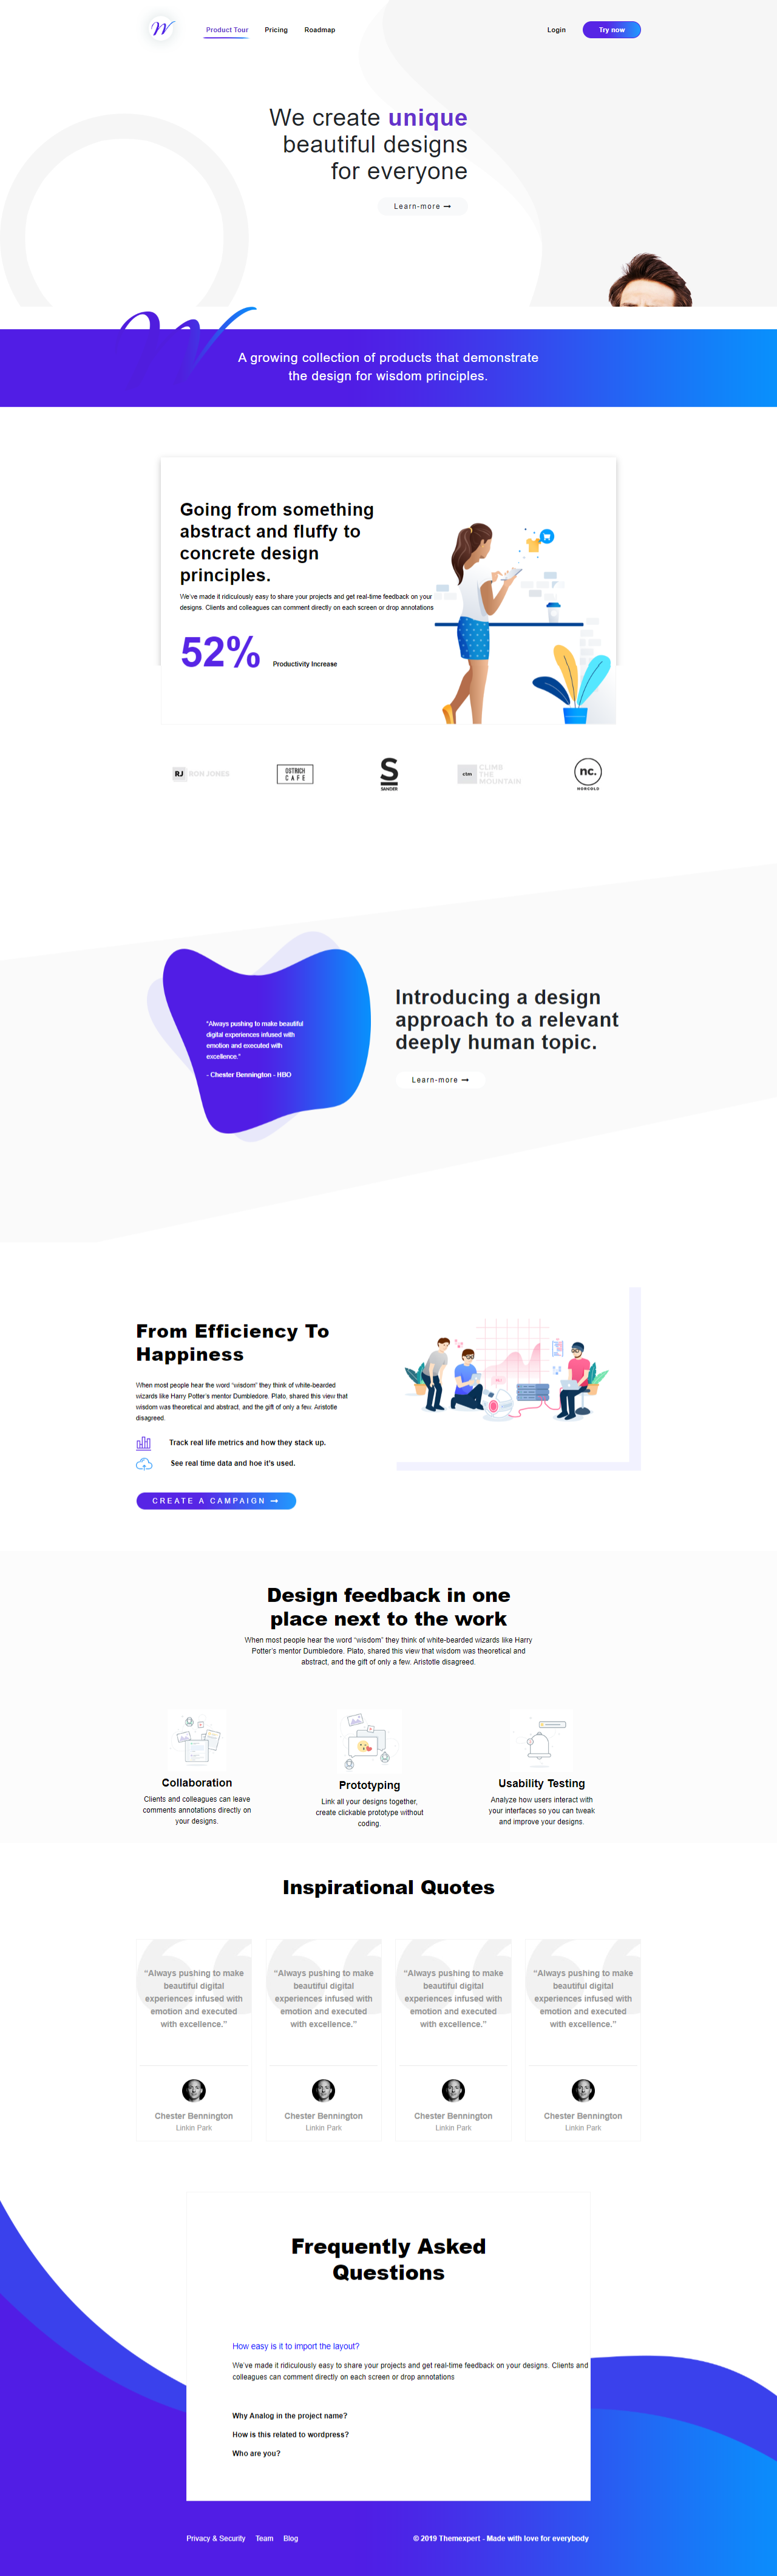 W
Product Tour Pricing Roadmap Login Try now
We create unique
beautiful designs
for everyone
Learn-more
W
A growing collection of products that demonstrate
the design for wisdom principles.
Going from something
abstract and fluffy to
concrete design
principles.
We've made it ridiculously easy to share your projects and get real-time feedback on your
designs. Clients and colleagues can comment directly on each screen or drop annotations
52% Productivity Increase
RJ RON JONES
OSTRICH
CAFE
S
SANDER
ctm CLIMB
THE
MOUNTAIN
nc.
NORCOLD
"Always pushing to make beautiful
digital experiences infused with
emotion and executed with
excellence."
- Chester Bennington - HBO
Introducing a design
approach to a relevant
deeply human topic.
Learn-more
From Efficiency To
Happiness
When most people hear the word "wisdom" they think of white-bearded
wizards like Harry Potter's mentor Dumbledore. Plato, shared this view that
wisdom was theoretical and abstract, and the gift of only a few. Aristotle
disagreed.
Track real life metrics and how they stack up.
See real time data and hoe it's used.
CREATE A CAMPAIGN
Design feedback in one
place next to the work
When most people hear the word "wisdom" they think of white-bearded wizards like Harry
Potter's mentor Dumbledore. Plato, shared this view that wisdom was theoretical and
abstract, and the gift of only a few. Aristotle disagreed.
Collaboration
Clients and colleagues can leave
comments annotations directly on
your designs.
Prototyping
Link all your designs together,
create clickable prototype without
coding.
Usability Testing
Analyze how users interact with
your interfaces so you can tweak
and improve your designs.
Inspirational Quotes
"Always pushing to make
beautiful digital
experiences infused with
emotion and executed
with excellence."
Chester Bennington
Linkin Park
"Always pushing to make
beautiful digital
experiences infused with
emotion and executed
with excellence."
Chester Bennington
Linkin Park
"Always pushing to make
beautiful digital
experiences infused with
emotion and executed
with excellence."
Chester Bennington
Linkin Park
"Always pushing to make
beautiful digital
experiences infused with
emotion and executed
with excellence."
Chester Bennington
Linkin Park
Frequently Asked
Questions
How easy is it to import the layout?
We've made it ridiculously easy to share your projects and get real-time feedback on your designs. Clients and
colleagues can comment directly on each screen or drop annotations
Why Analog in the project name?
How is this related to wordpress?
Who are you?
Privacy & Security Team Blog © 2019 Themexpert - Made with love for everybody